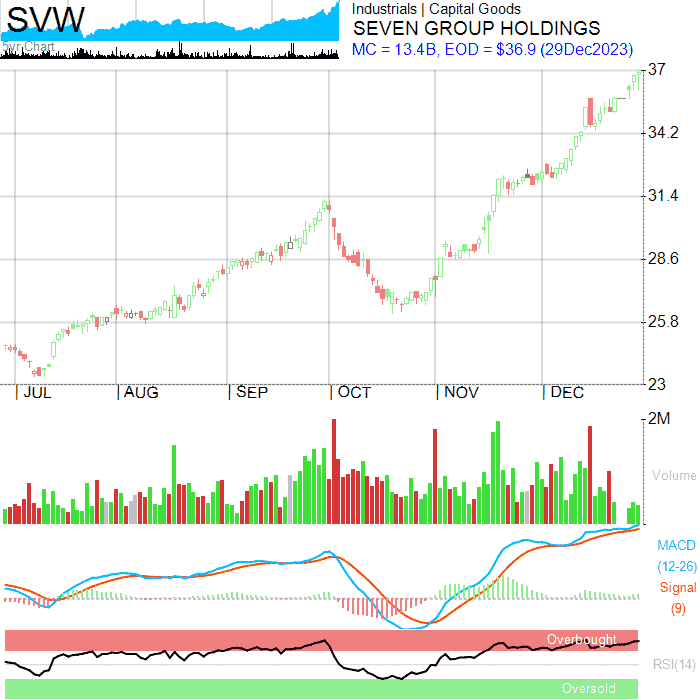 SVW
5yr Chart
Industrials | Capital Goods
SEVEN GROUP HOLDINGS
MC = 13.4B, EOD = $36.9 (29Dec2023)
37
34.2
31.4
28.6
25.8
23
| JUL | AUG | SEP | OCT | NOV | DEC
2M
Volume
MACD
(12-26)
Signal
(9)
Overbought
RSI(14)
Oversold